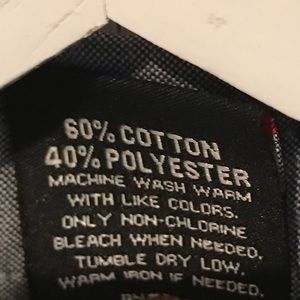 60% COTTON
40% POLYESTER
MACHINE WASH WARM
WITH LIKE COLORS.
ONLY NON-CHLORINE
BLEACH WHEN NEEDED.
TUMBLE DRY LOW.
WARM IRON IF NEEDED.